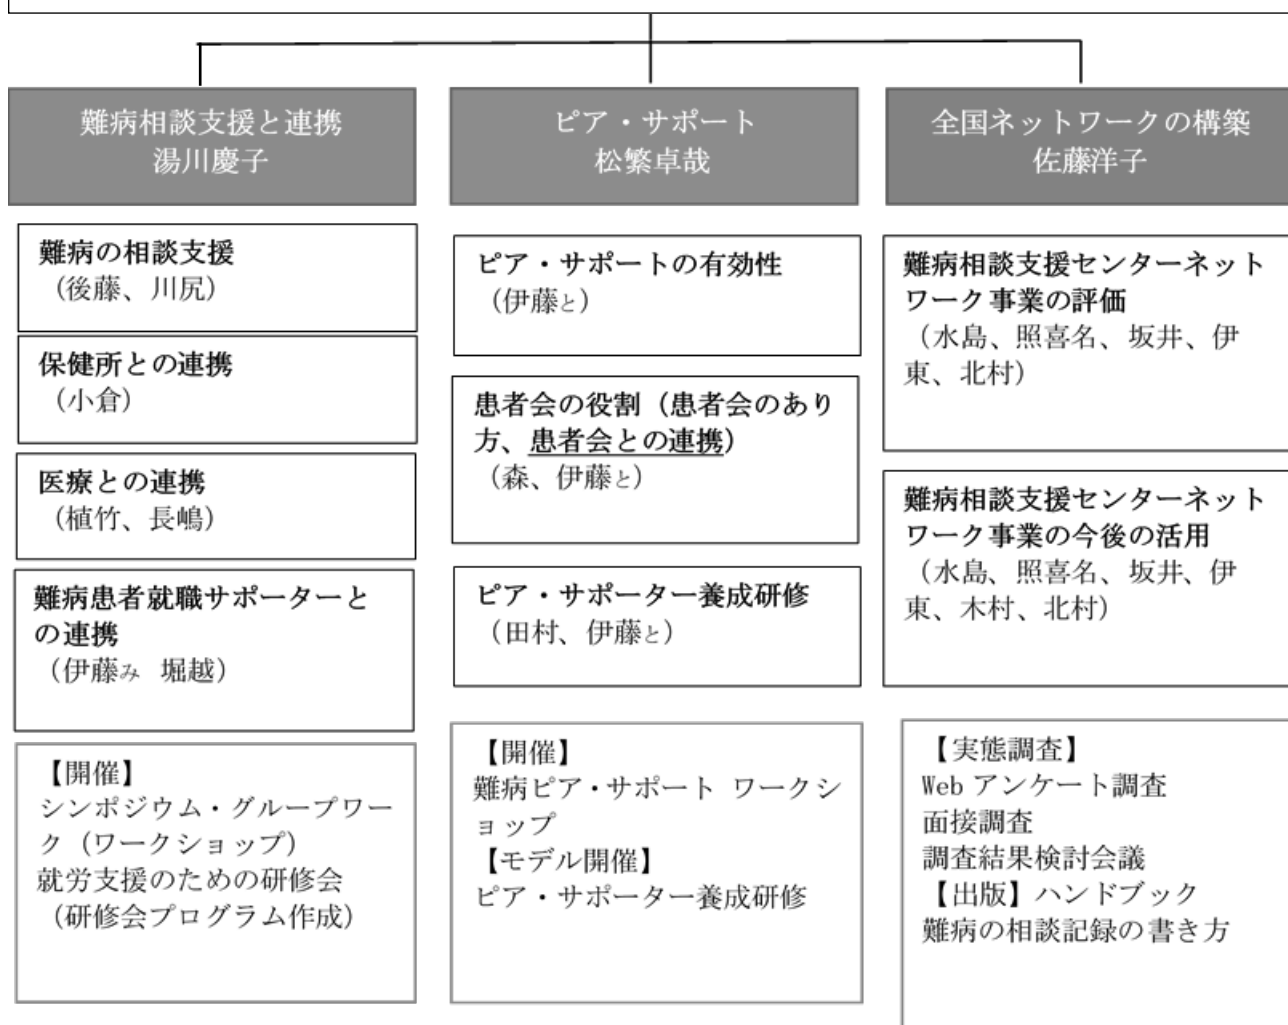 難病相談支援と連携
湯川慶子
難病の相談支援
（後藤、川尻）
保健所との連携
（小倉）
医療との連携
（植竹、長嶋）
難病患者就職サポーターと
の連携
（伊藤み 堀越）
【開催】
シンポジウム・グループワー
ク（ワークショップ）
就労支援のための研修会
（研修会プログラム作成）
ピア・サポート
松繁卓哉
ピア・サポートの有効性
（伊藤と）
患者会の役割（患者会のあり
方、患者会との連携）
（森、伊藤と）
ピア・サポーター養成研修
（田村、伊藤と）
【開催】
難病ピア・サポート ワークシ
ョップ
【モデル開催】
ピア・サポーター養成研修
全国ネットワークの構築
佐藤洋子
難病相談支援センターネット
ワーク事業の評価
（水島、照喜名、坂井、伊
東、北村）
難病相談支援センターネット
ワーク事業の今後の活用
（水島、照喜名、坂井、伊
東、木村、北村）
【実態調査】
Web アンケート調査
面接調査
調査結果検討会議
【出版】ハンドブック
難病の相談記録の書き方